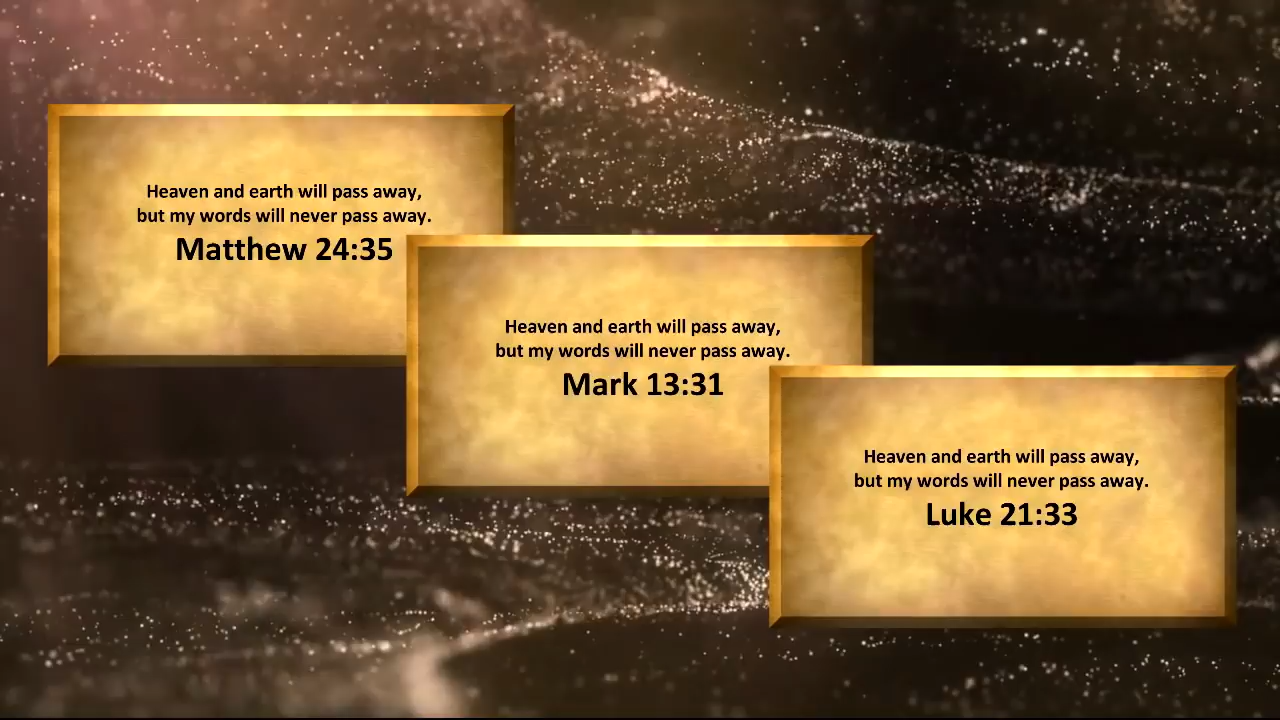 Heaven and earth will pass away,
but my words will never pass away.
Matthew 24:35
Heaven and earth will pass away,
but my words will never pass away.
Mark 13:31
Heaven and earth will pass away,
but my words will never pass away.
Luke 21:33